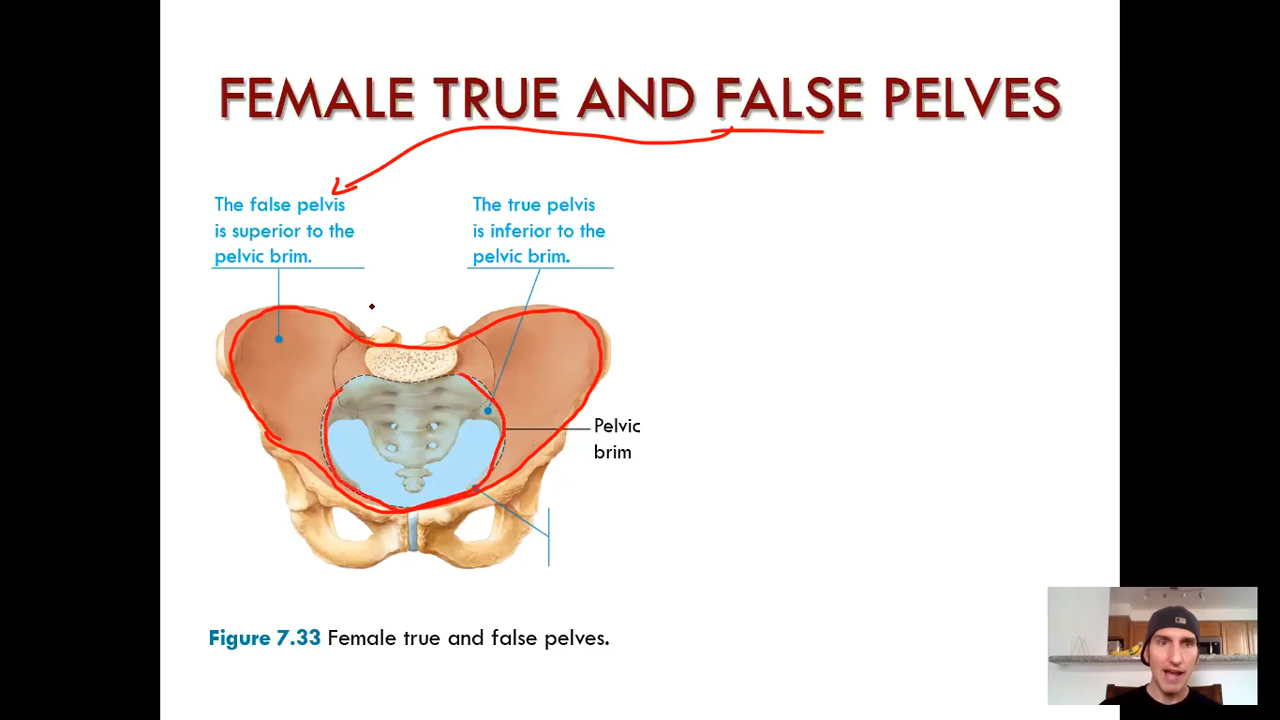 FEMALE TRUE AND FALSE PELVES
The false pelvis
is superior to the
pelvic brim.
The true pelvis
is inferior to the
pelvic brim.
Pelvic
brim
Figure 7.33 Female true and false pelves.